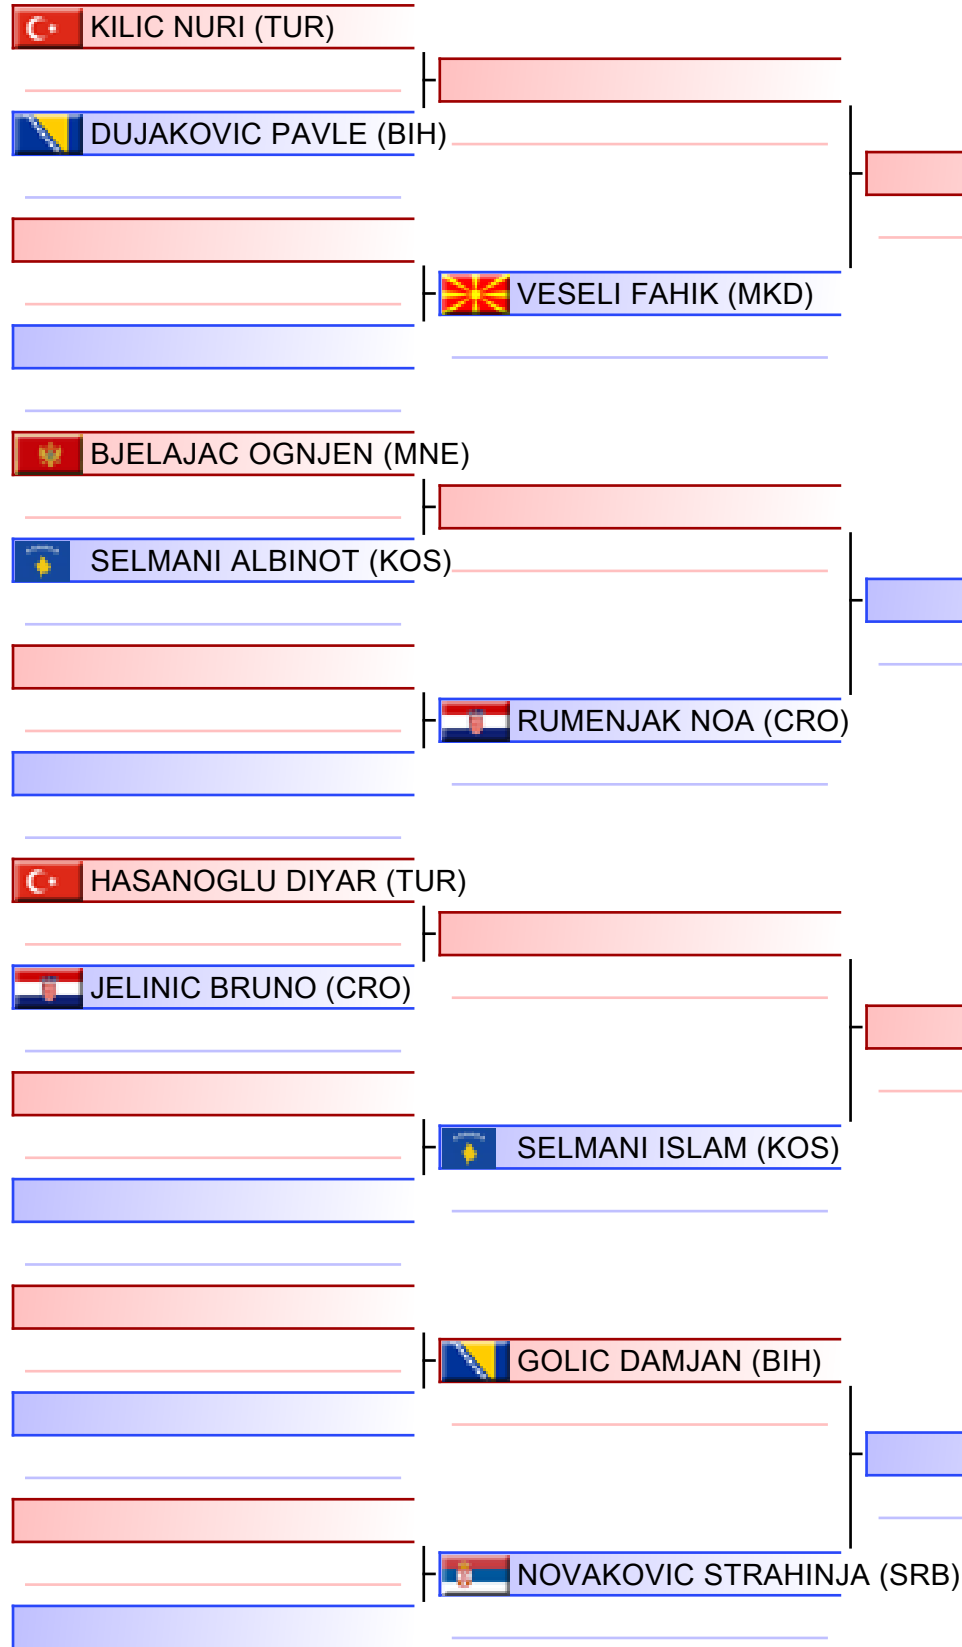 KILIC NURI (TUR)
DUJAKOVIC PAVLE (BIH)
VESELI FAHIK (MKD)
BJELAJAC OGNJEN (MNE)
SELMANI ALBINOT (KOS)
RUMENJAK NOA (CRO)
HASANOGLU DIYAR (TUR)
JELINIC BRUNO (CRO)
SELMANI ISLAM (KOS)
GOLIC DAMJAN (BIH)
NOVAKOVIC STRAHINJA (SRB)